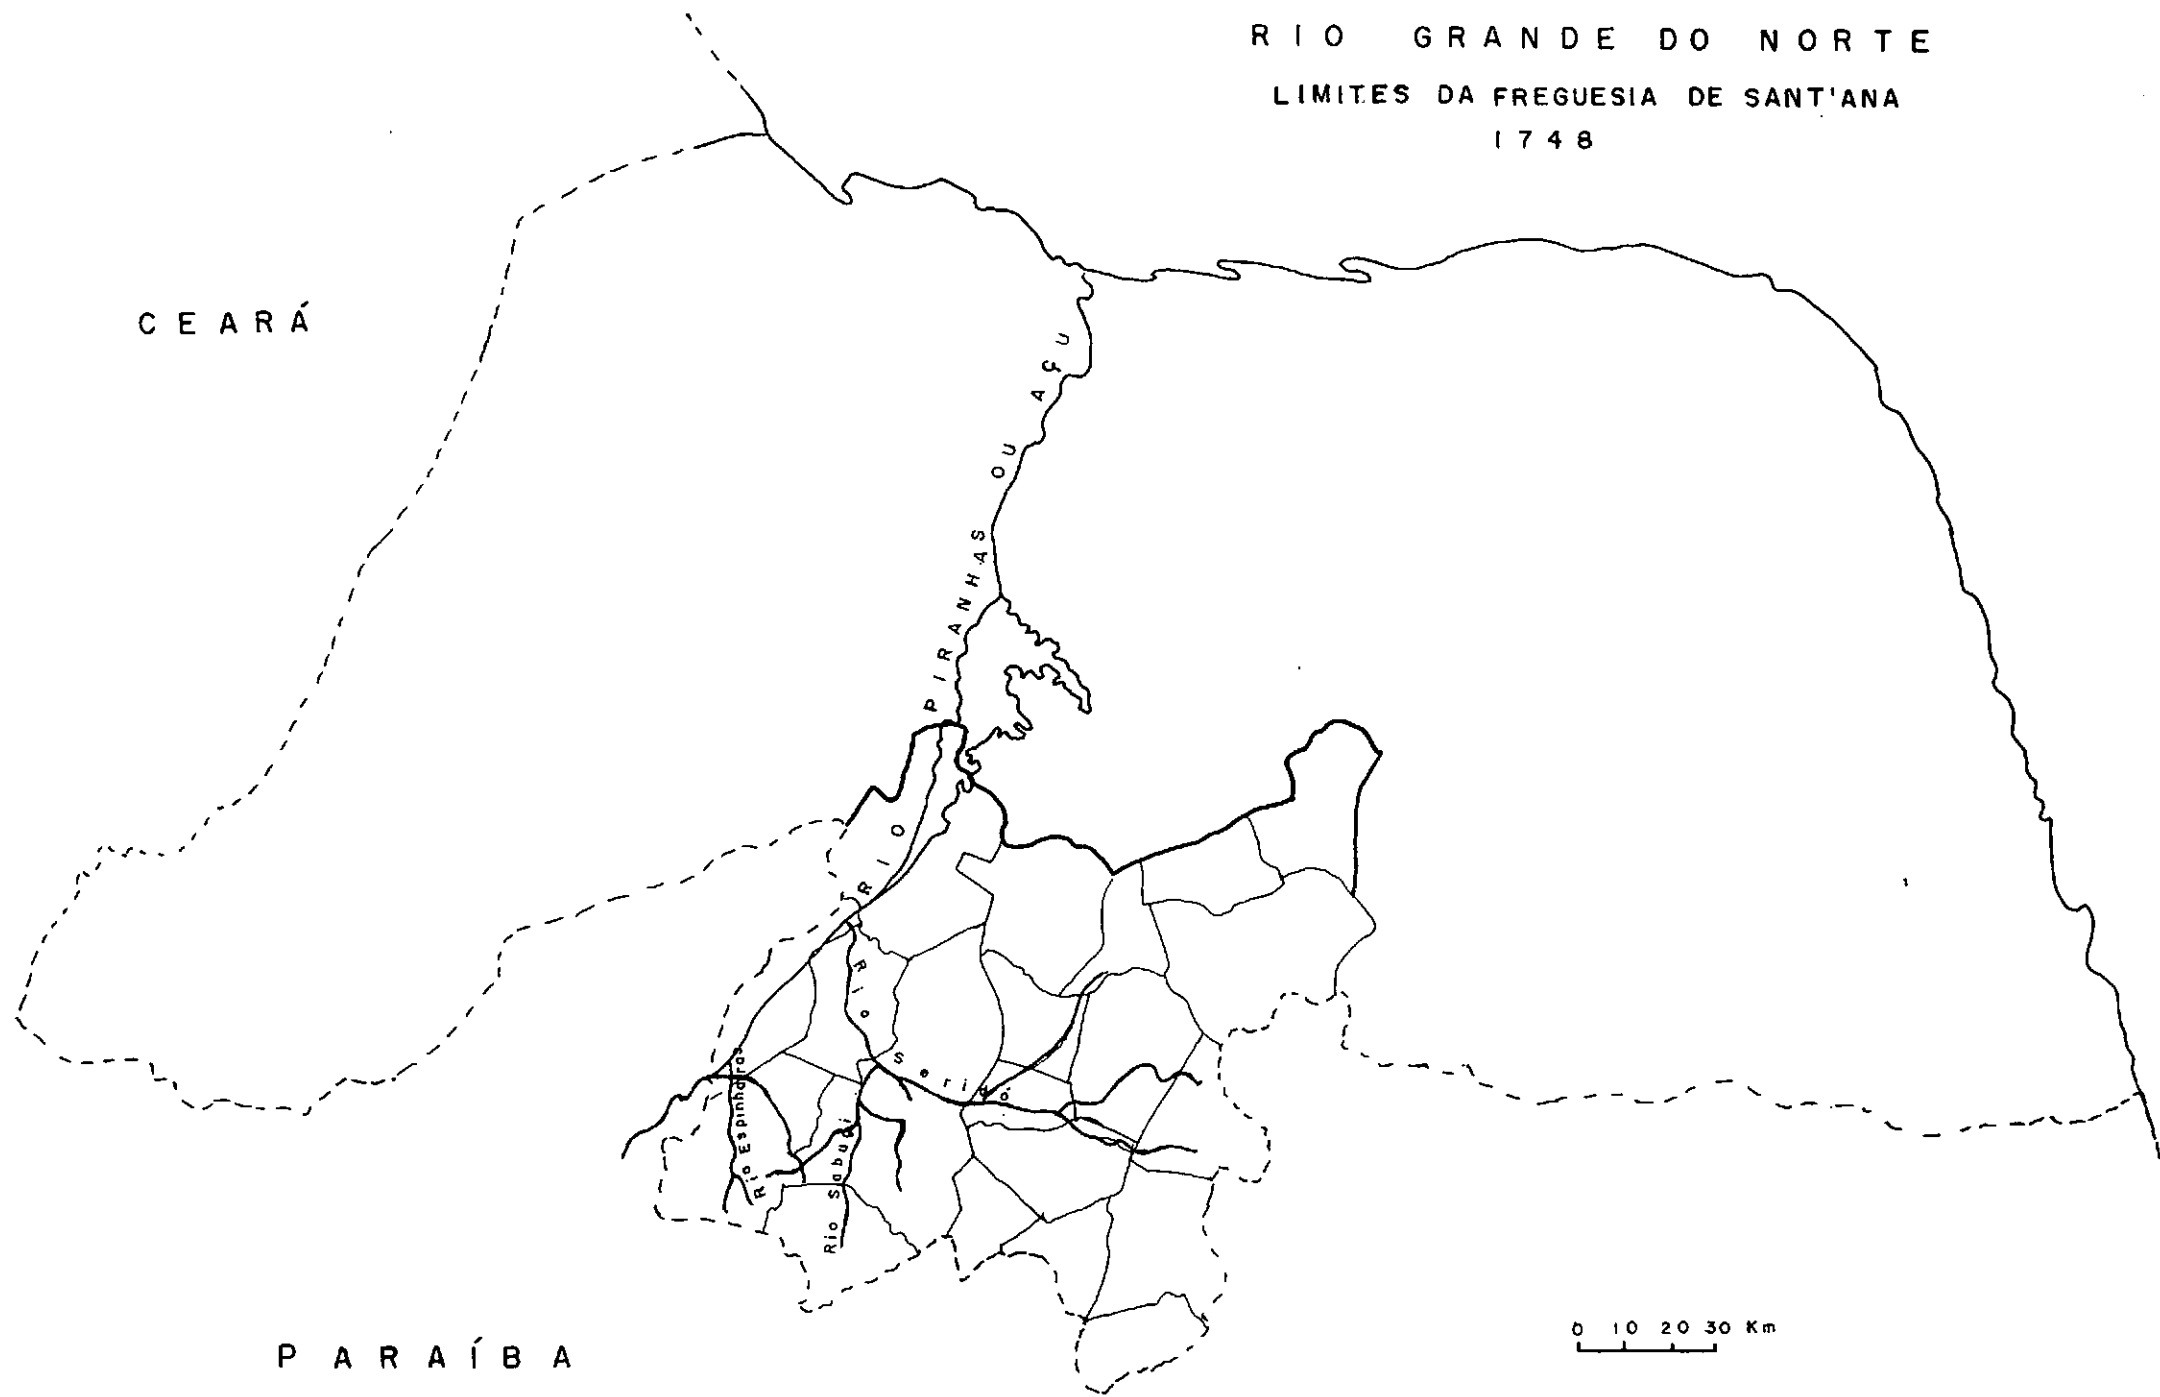 RIO GRANDE DO NORTE
LIMITES DA FREGUESIA DE SANT'ANA
1748
CEARÁ
RIO PIRANHAS OU AÇU
Rio Seridó
Rio Espinharas
Rio Sabugi
PARAÍBA
0 10 20 30 Km